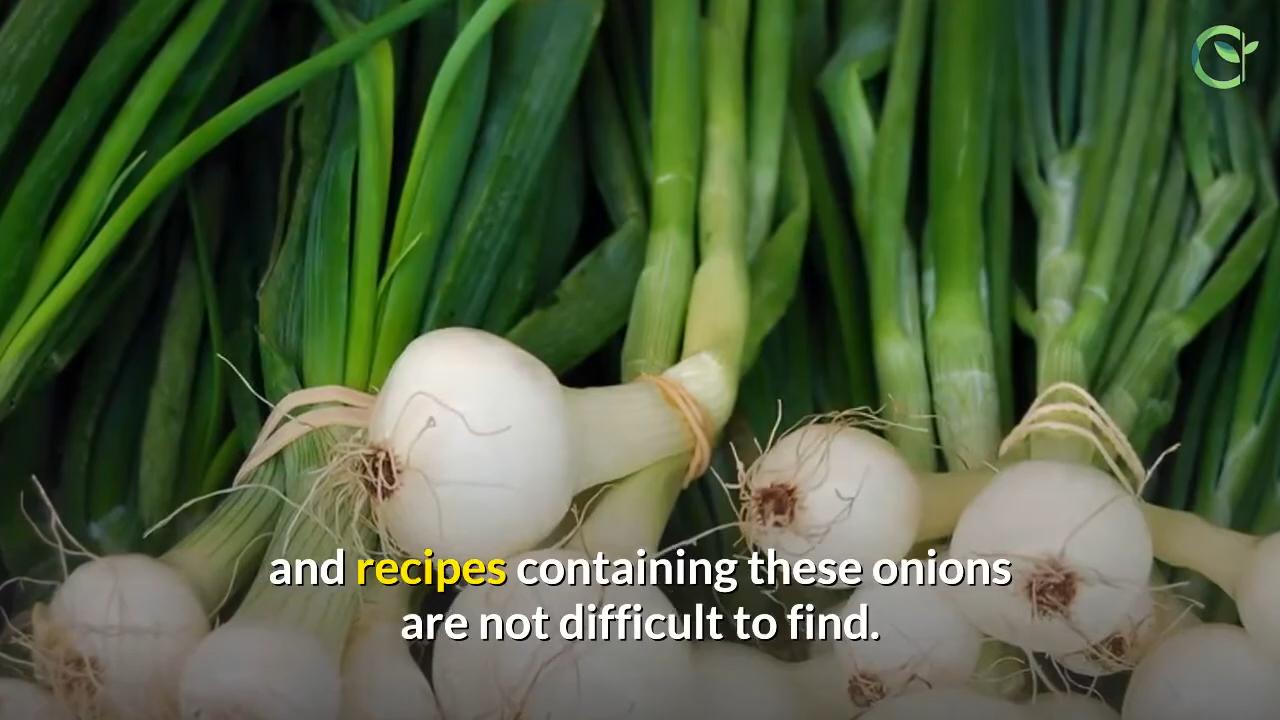 and recipes containing these onions
are not difficult to find.